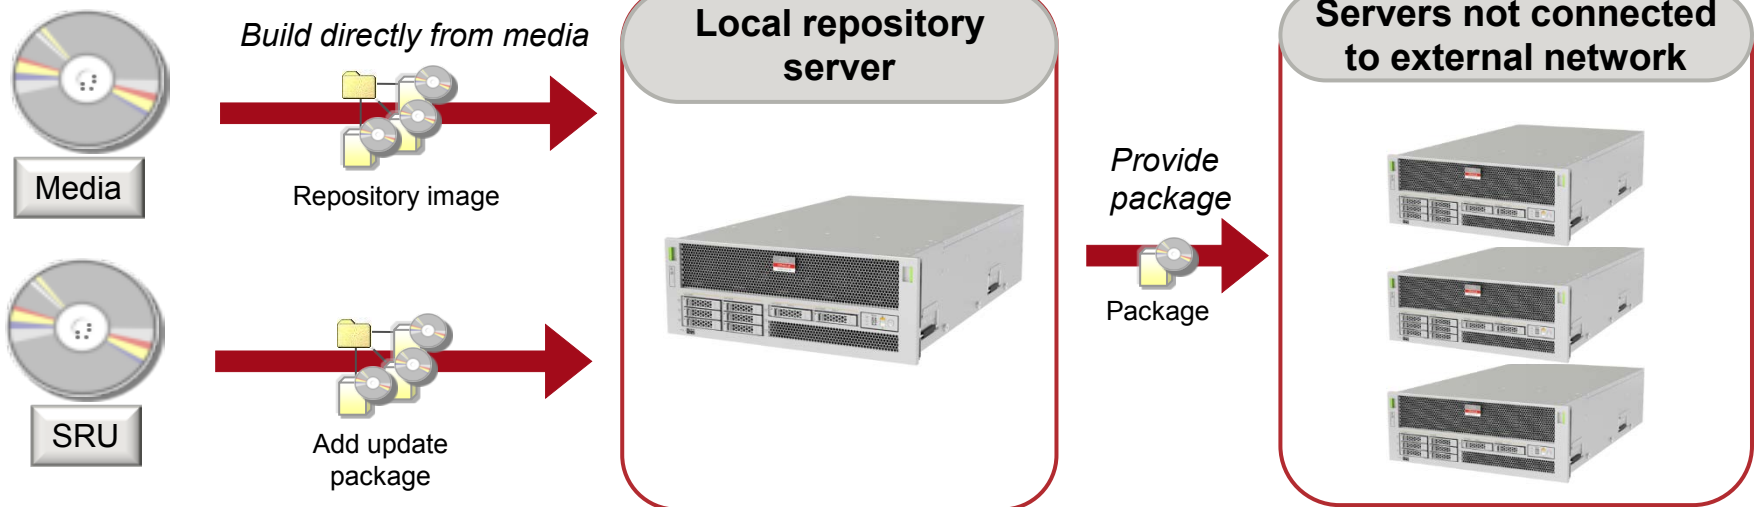 Build directly from media
Repository image
Media
Add update
package
SRU
Local repository
server
Provide
package
Package
Servers not connected
to external network